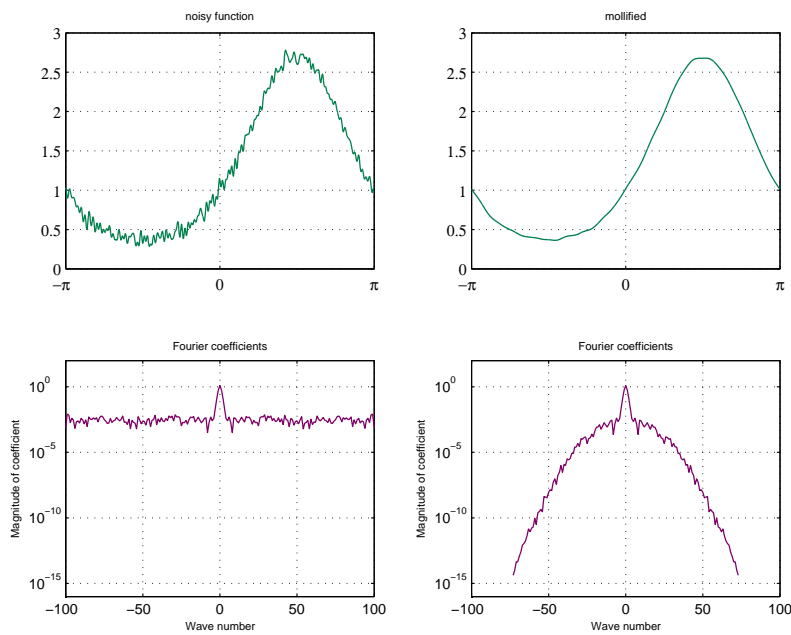 noisy function
3
2.5
2
1.5
1
0.5
0
−π 0 π
mollified
3
2.5
2
1.5
1
0.5
0
−π 0 π
Fourier coefficients
Magnitude of coefficient
10^0
10^−5
10^−10
10^−15
−100 −50 0 50 100
Wave number
Fourier coefficients
Magnitude of coefficient
10^0
10^−5
10^−10
10^−15
−100 −50 0 50 100
Wave number